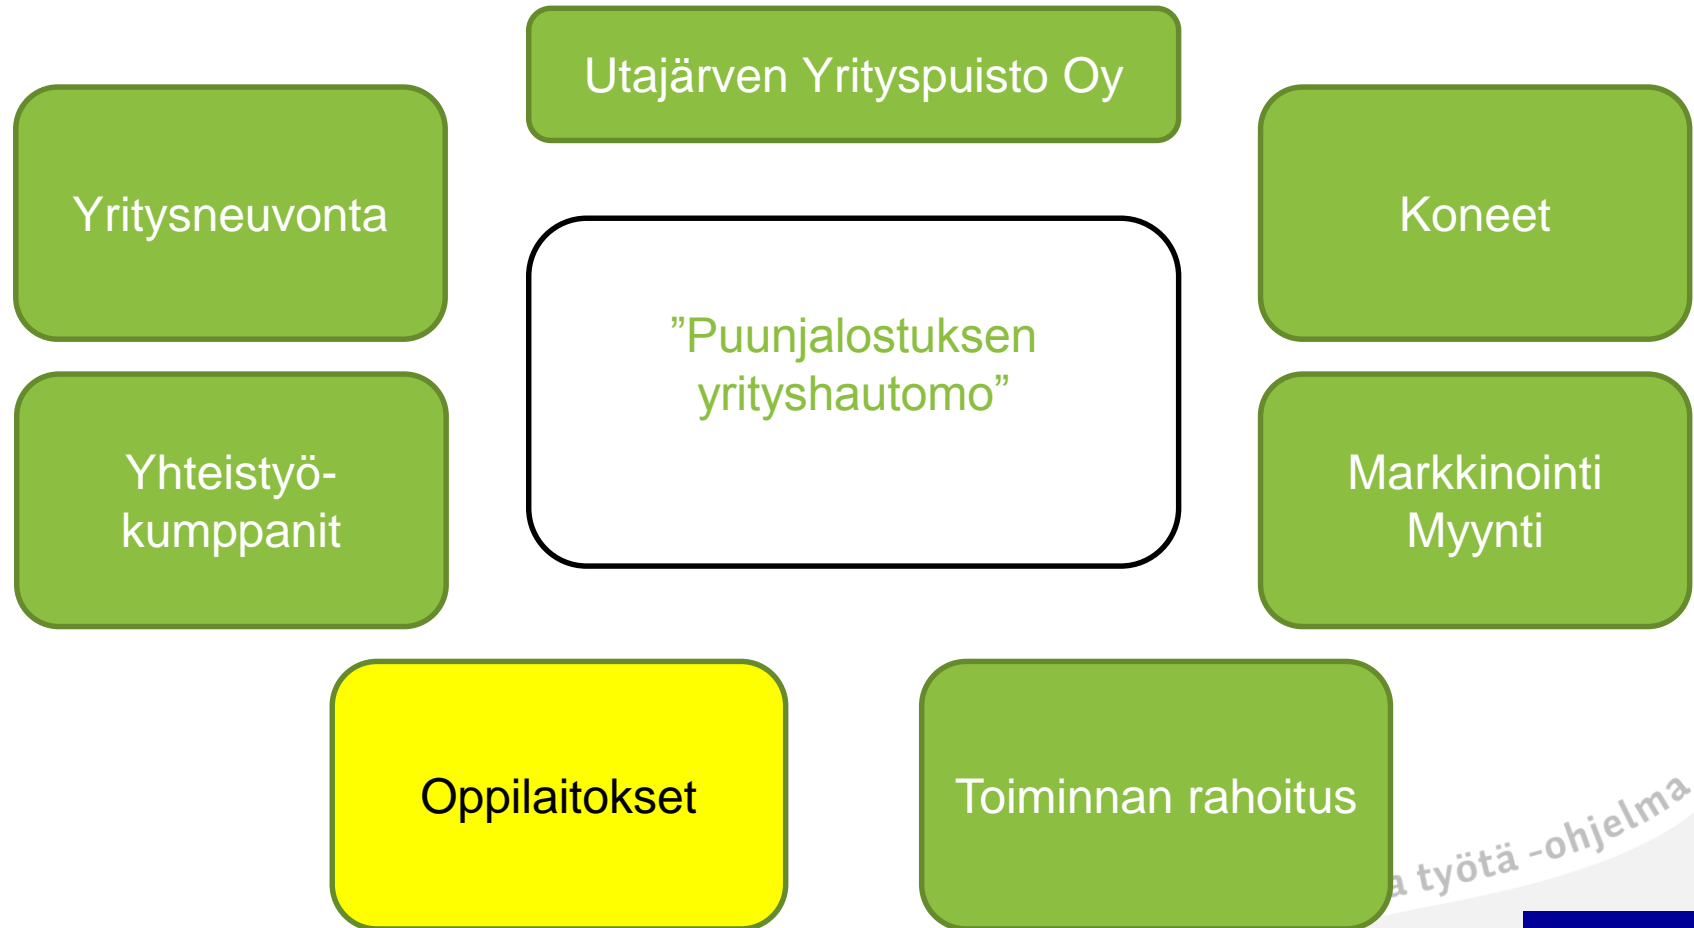 Utajärven Yrityspuisto Oy
Yritysneuvonta
Koneet
”Puunjalostuksen
yrityshautomo”
Yhteistyö-
kumppanit
Markkinointi
Myynti
Oppilaitokset
Toiminnan rahoitus
a työtä -ohjelma